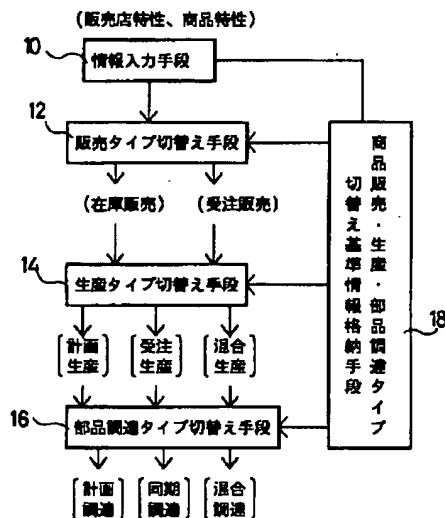 (販売店特性、商品特性)
10
情報入力手段
12
販売タイプ切替え手段
(在庫販売)
(受注販売)
14
生産タイプ切替え手段
計画生産
受注生産
混合生産
16
部品調達タイプ切替え手段
計画調達
同期調達
混合調達
商品販売・生産・部品調達タイプ
切替え基準情報格納手段
18